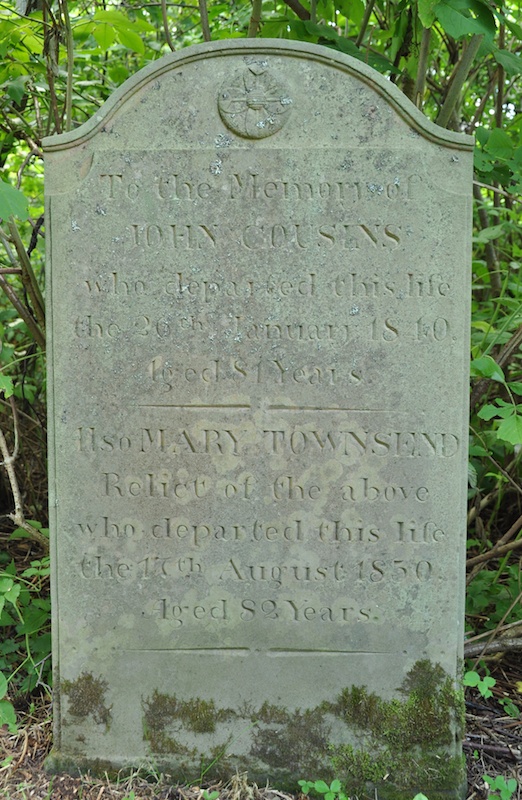 To the Memory of
JOHN COUSINS
who departed this life
the 26th January 1840.
Aged 81 Years.
Also MARY TOWNSEND
Relict of the above
who departed this life
the 17th August 1850.
Aged 82 Years.